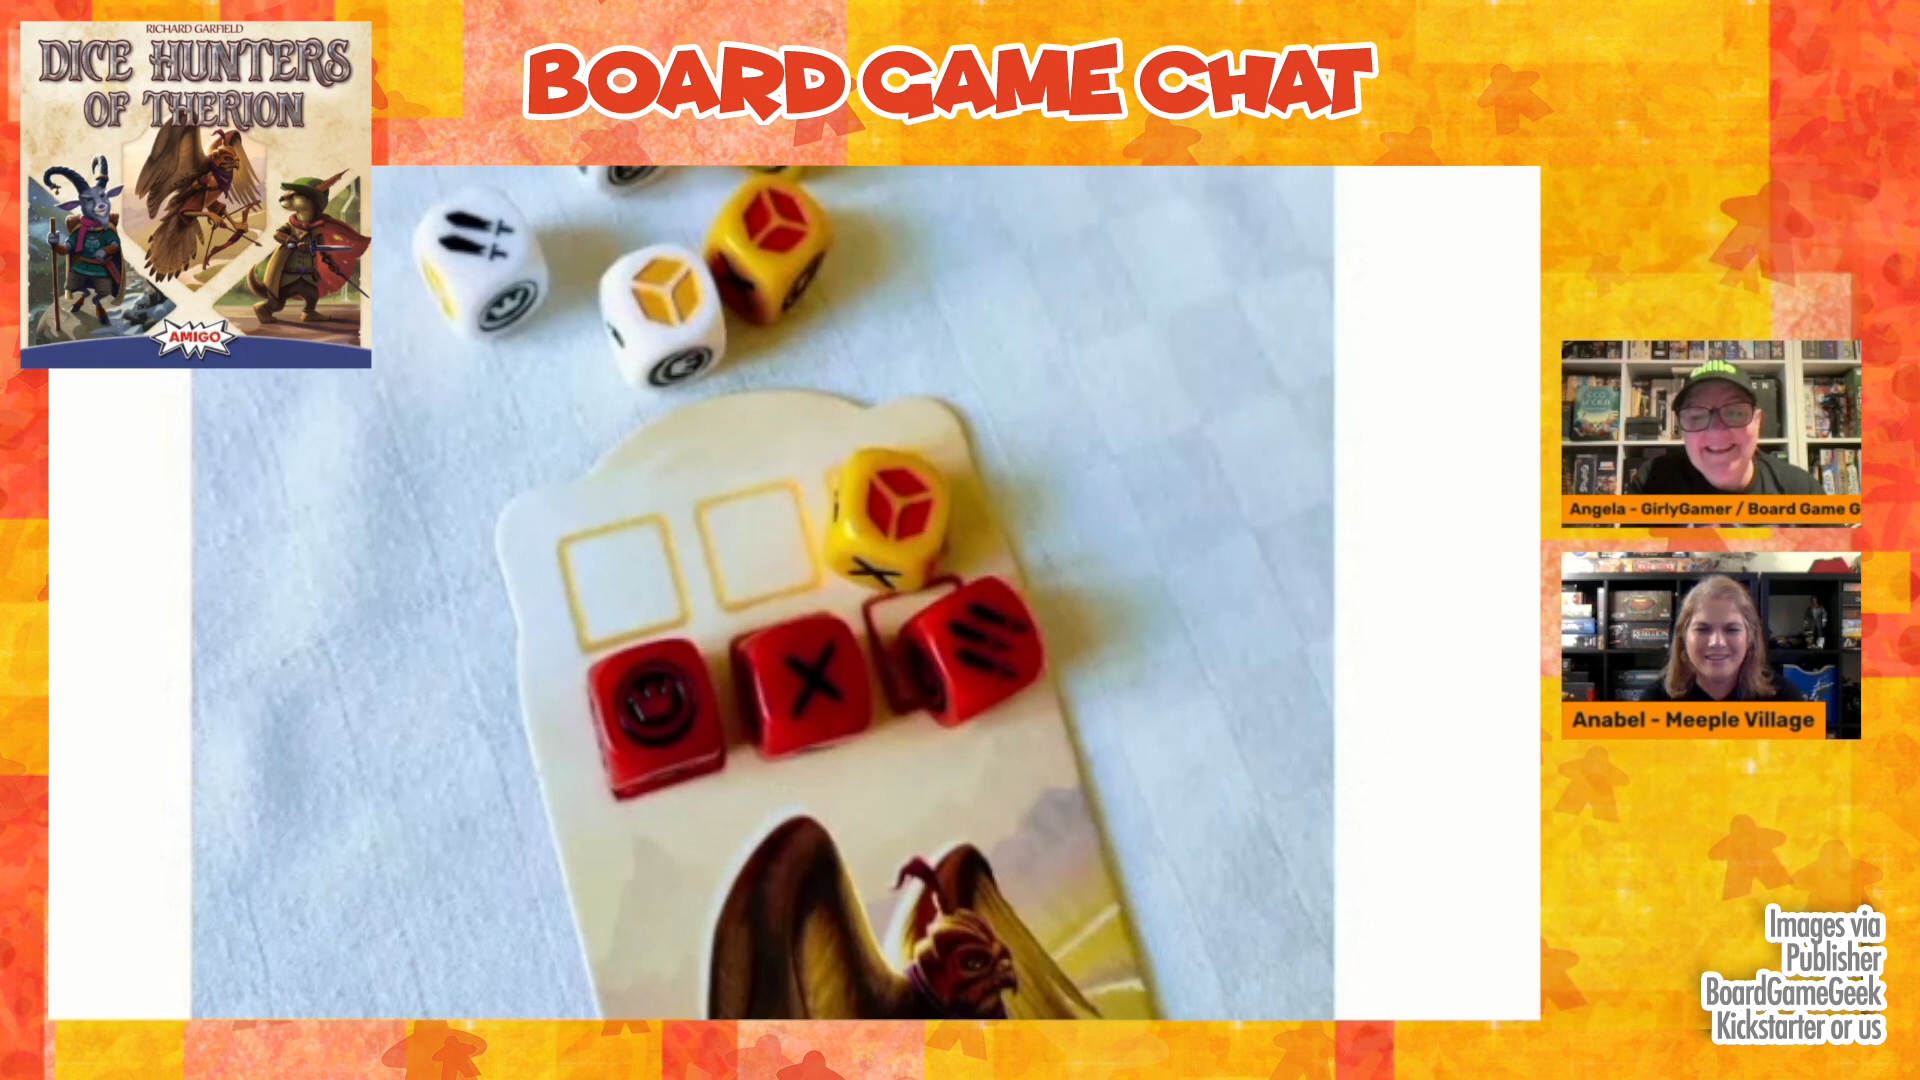 RICHARD GARFIELD
DICE HUNTERS
OF THERION
AMIGO
BOARD GAME CHAT
Angela - GirlyGamer / Board Game G
REBELLION
Anabel - Meeple Village
Images via
Publisher
BoardGameGeek
Kickstarter or us